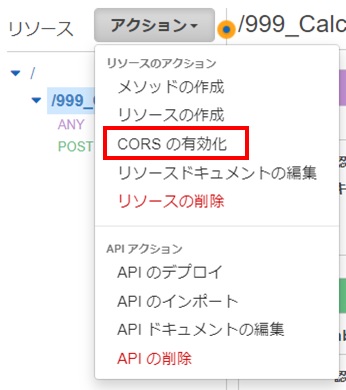 リソース
アクション
/999_Calc
/
/999_C
ANY
POST
リソースのアクション
メソッドの作成
リソースの作成
CORS の有効化
リソースドキュメントの編集
リソースの削除
API アクション
API のデプロイ
API のインポート
API ドキュメントの編集
API の削除